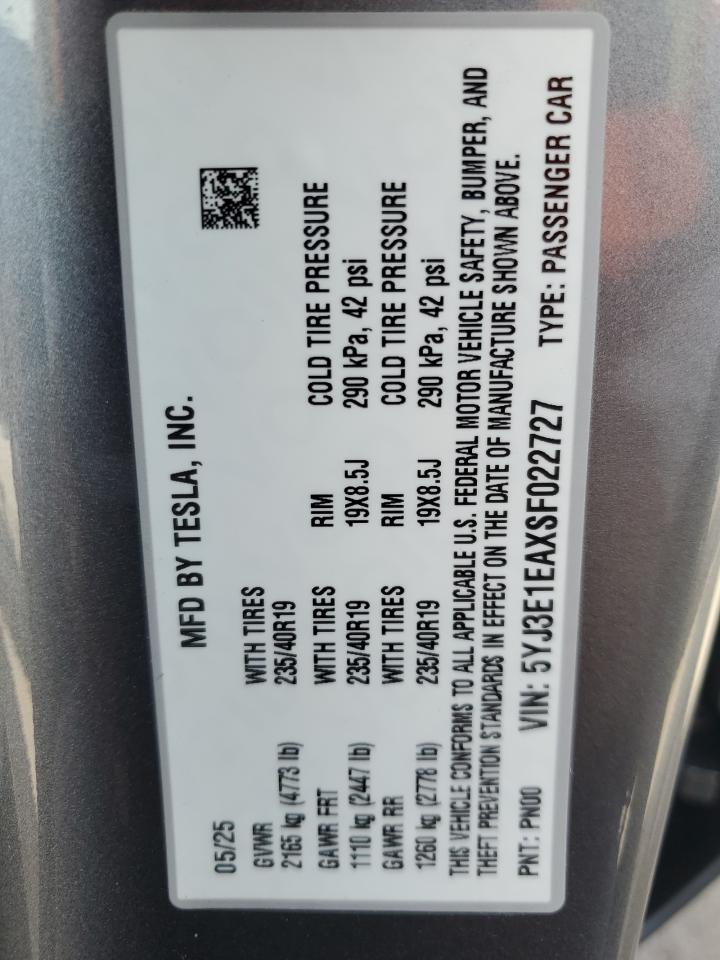 MFD BY TESLA, INC.
05/25
GVWR WITH TIRES
2165 kg (4773 lb) 235/40R19
GAWR FRT WITH TIRES RIM COLD TIRE PRESSURE
1110 kg (2447 lb) 235/40R19 19X8.5J 290 kPa, 42 psi
GAWR RR WITH TIRES RIM COLD TIRE PRESSURE
1260 kg (2778 lb) 235/40R19 19X8.5J 290 kPa, 42 psi
THIS VEHICLE CONFORMS TO ALL APPLICABLE U.S. FEDERAL MOTOR VEHICLE SAFETY, BUMPER, AND
THEFT PREVENTION STANDARDS IN EFFECT ON THE DATE OF MANUFACTURE SHOWN ABOVE.
PNT: PN00 VIN: 5YJ3E1EAXSF022727 TYPE: PASSENGER CAR